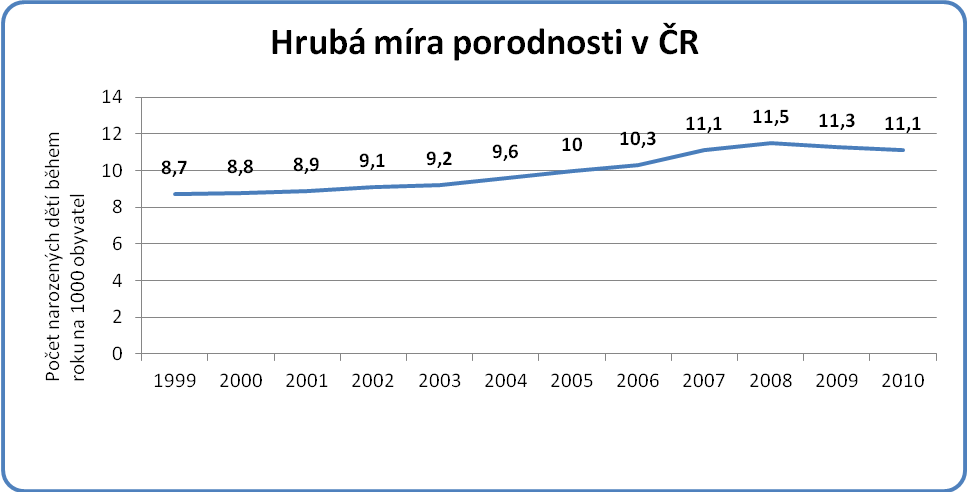 Hrubá míra porodnosti v ČR
Počet narozených dětí během
roku na 1000 obyvatel
14
12
10
8
6
4
2
0
8,7 8,8 8,9 9,1 9,2 9,6 10 10,3 11,1 11,5 11,3 11,1
1999 2000 2001 2002 2003 2004 2005 2006 2007 2008 2009 2010